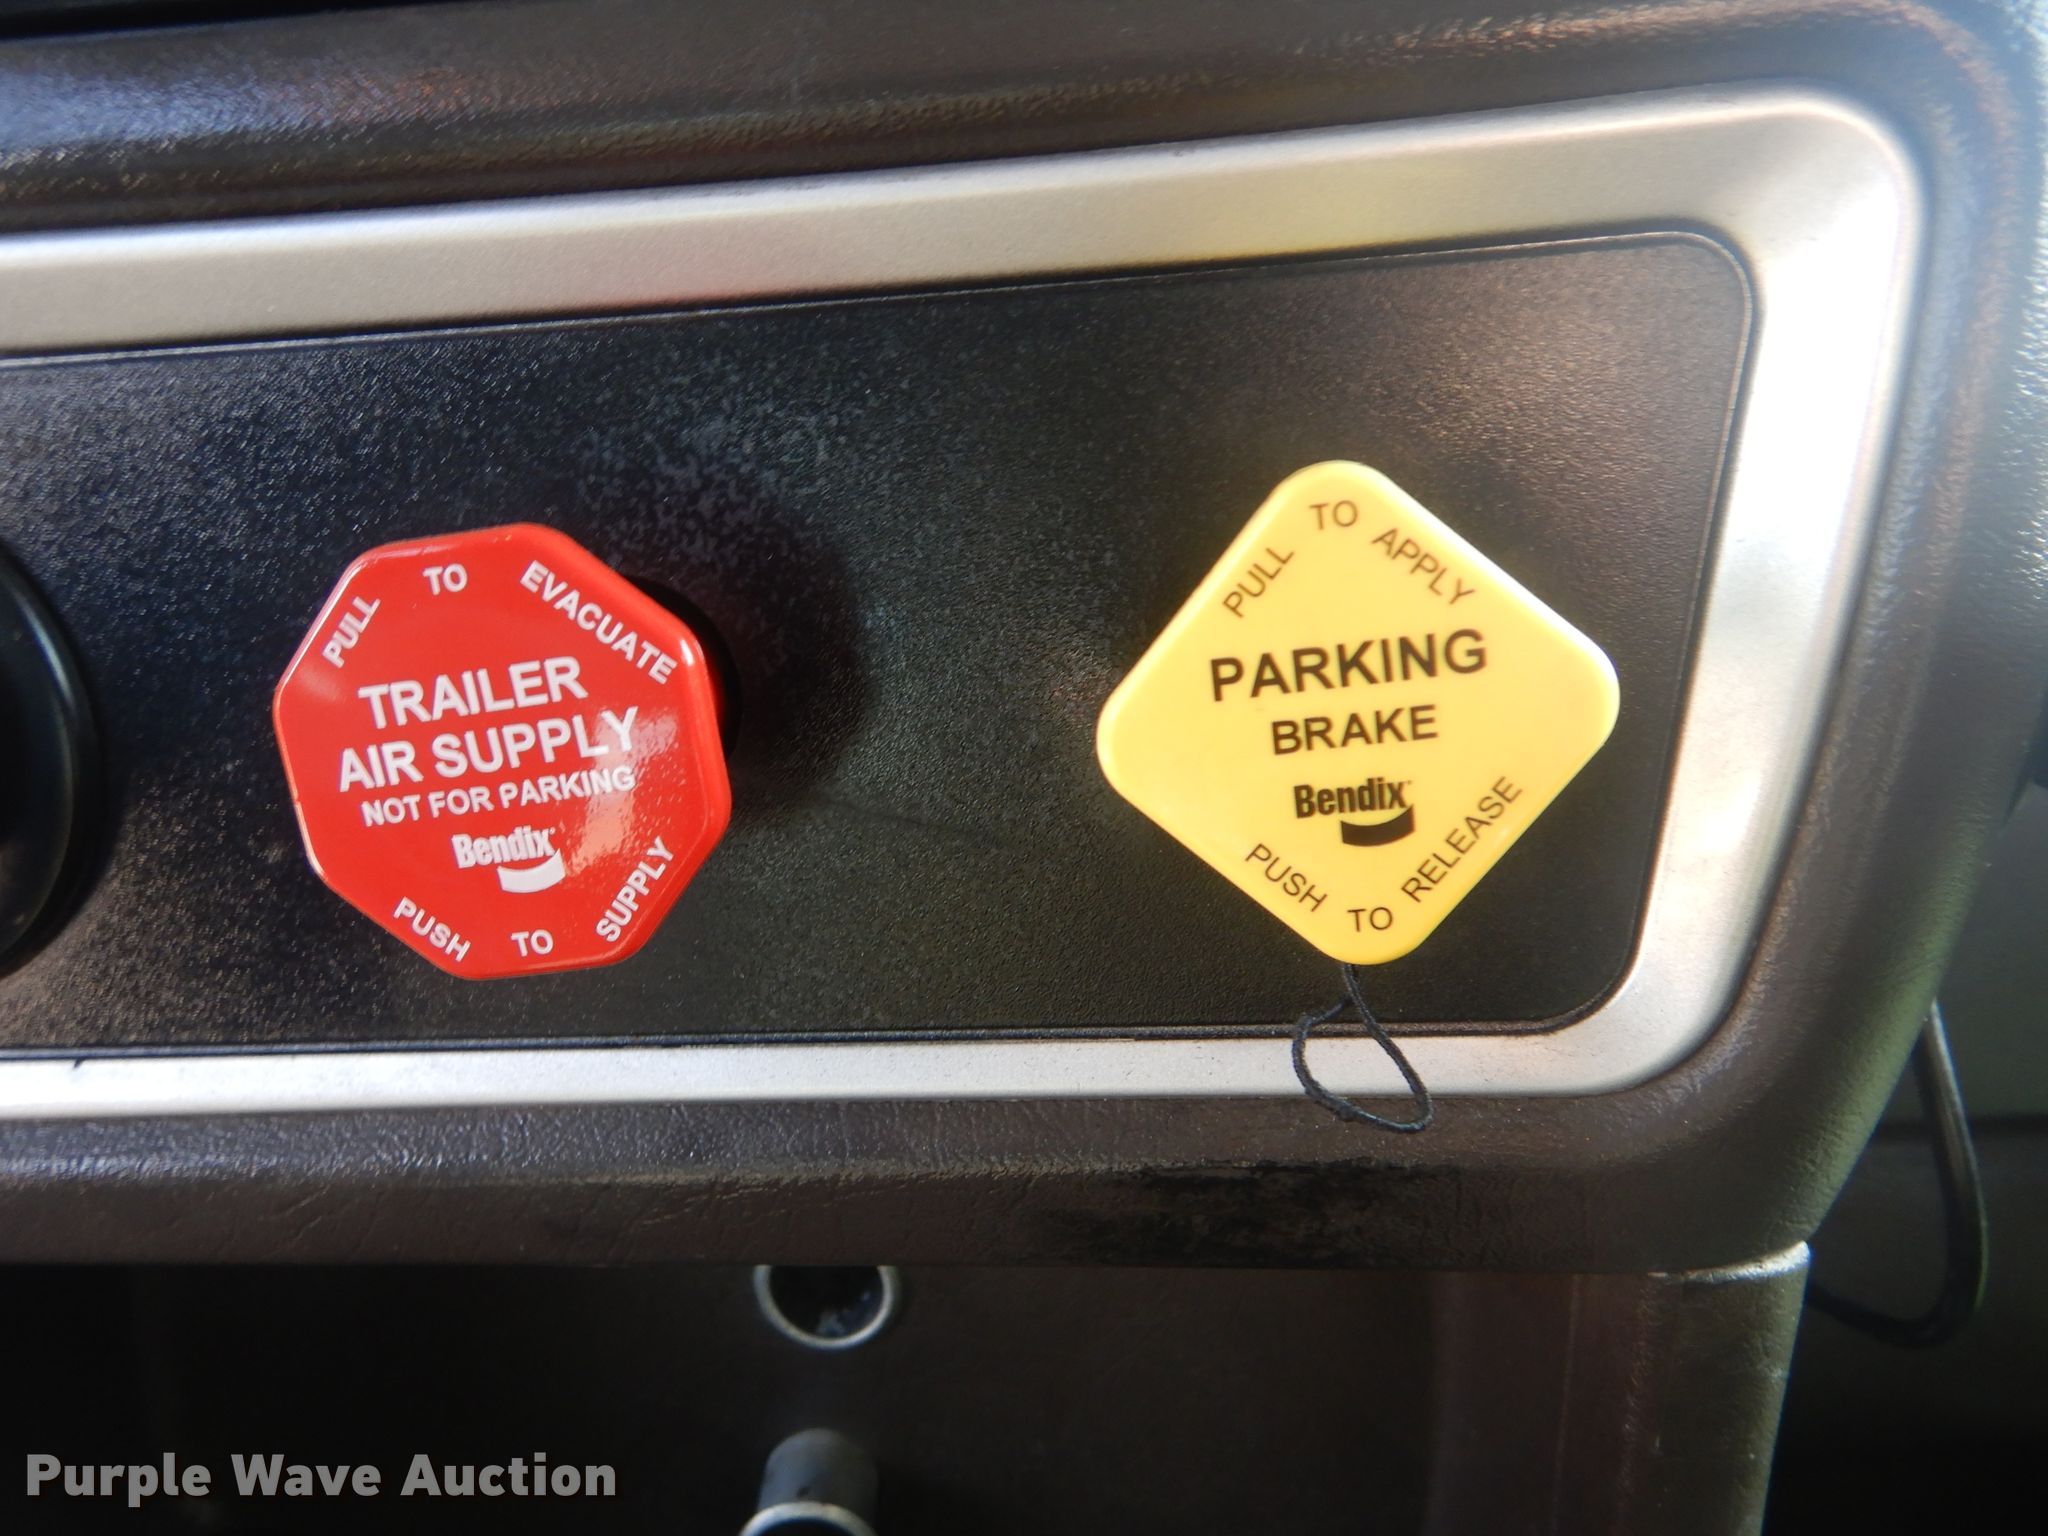 PULL TO EVACUATE
TRAILER
AIR SUPPLY
NOT FOR PARKING
Bendix
PUSH TO SUPPLY
PULL TO APPLY
PARKING
BRAKE
Bendix
PUSH TO RELEASE
Purple Wave Auction